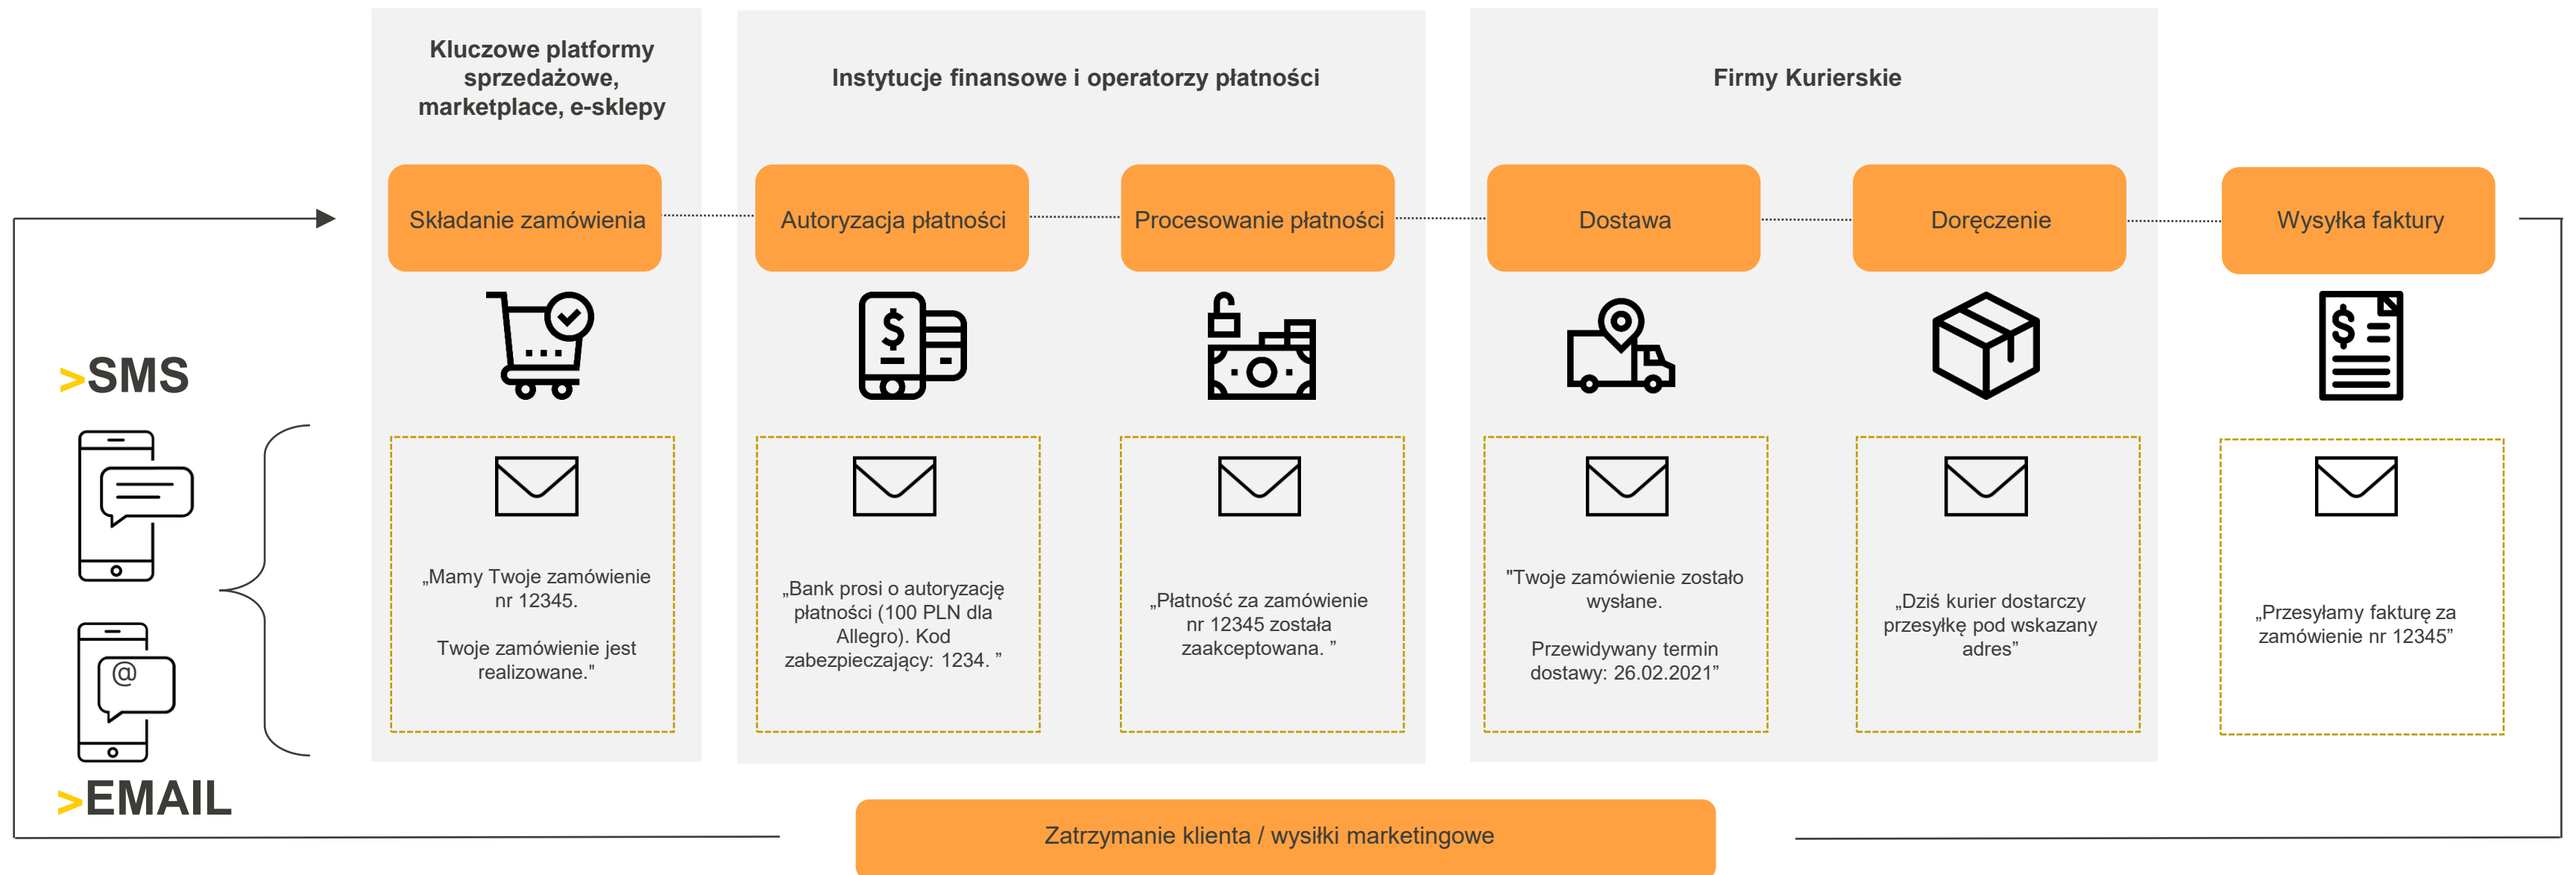 Kluczowe platformy
sprzedażowe,
marketplace, e-sklepy
Instytucje finansowe i operatorzy płatności
Firmy Kurierskie
Składanie zamówienia
Autoryzacja płatności
Procesowanie płatności
Dostawa
Doręczenie
Wysyłka faktury
>SMS
@
>EMAIL
„Mamy Twoje zamówienie
nr 12345.
Twoje zamówienie jest
realizowane."
„Bank prosi o autoryzację
płatności (100 PLN dla
Allegro). Kod
zabezpieczający: 1234. ”
„Płatność za zamówienie
nr 12345 została
zaakceptowana. ”
"Twoje zamówienie zostało
wysłane.
Przewidywany termin
dostawy: 26.02.2021”
„Dziś kurier dostarczy
przesyłkę pod wskazany
adres”
„Przesyłamy fakturę za
zamówienie nr 12345”
Zatrzymanie klienta / wysiłki marketingowe